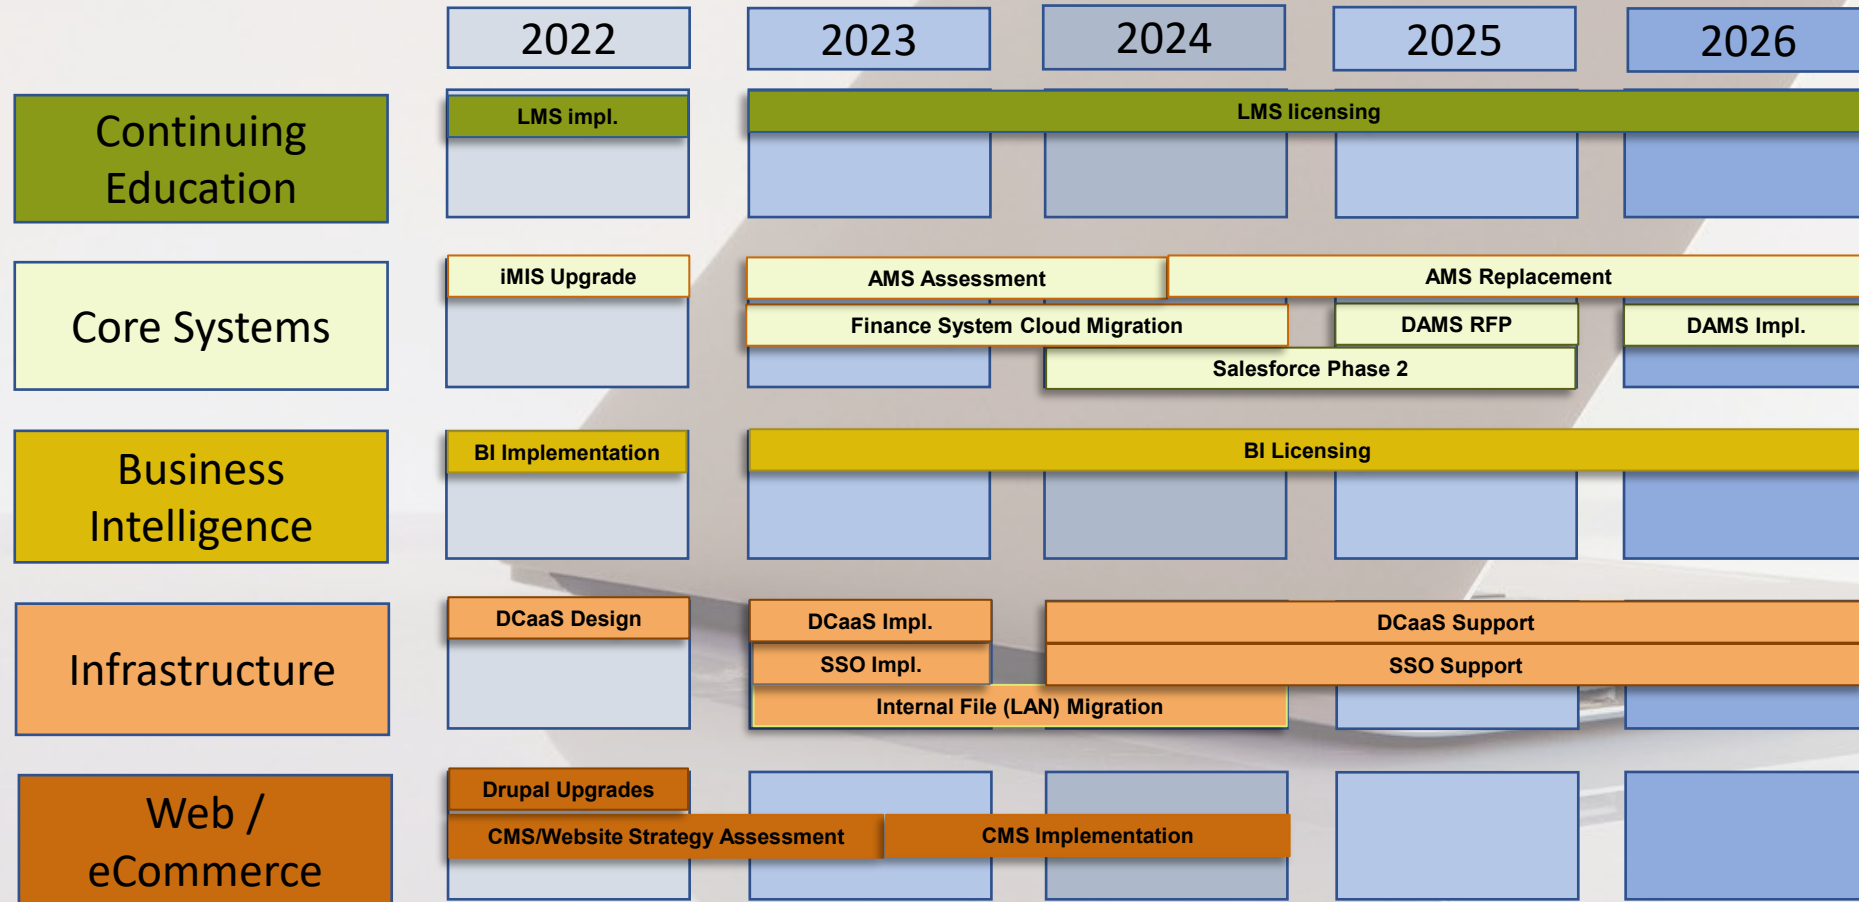 2022
2023
2024
2025
2026
Continuing
Education
LMS impl.
LMS licensing
Core Systems
iMIS Upgrade
AMS Assessment
AMS Replacement
Finance System Cloud Migration
DAMS RFP
DAMS Impl.
Salesforce Phase 2
Business
Intelligence
BI Implementation
BI Licensing
Infrastructure
DCaaS Design
DCaaS Impl.
DCaaS Support
SSO Impl.
SSO Support
Internal File (LAN) Migration
Web /
eCommerce
Drupal Upgrades
CMS/Website Strategy Assessment
CMS Implementation